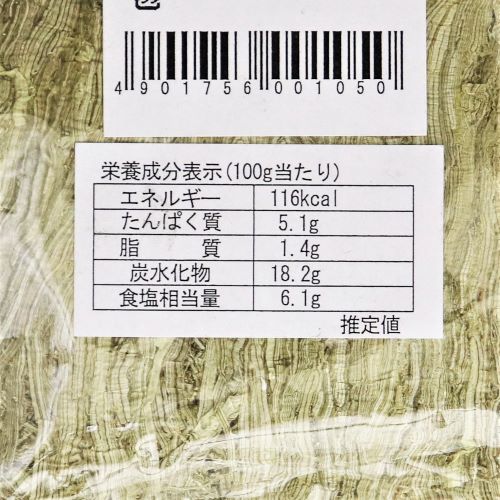 4 901756 001050
栄養成分表示(100g当たり)
エネルギー 116kcal
たんぱく質 5.1g
脂 質 1.4g
炭水化物 18.2g
食塩相当量 6.1g
推定値